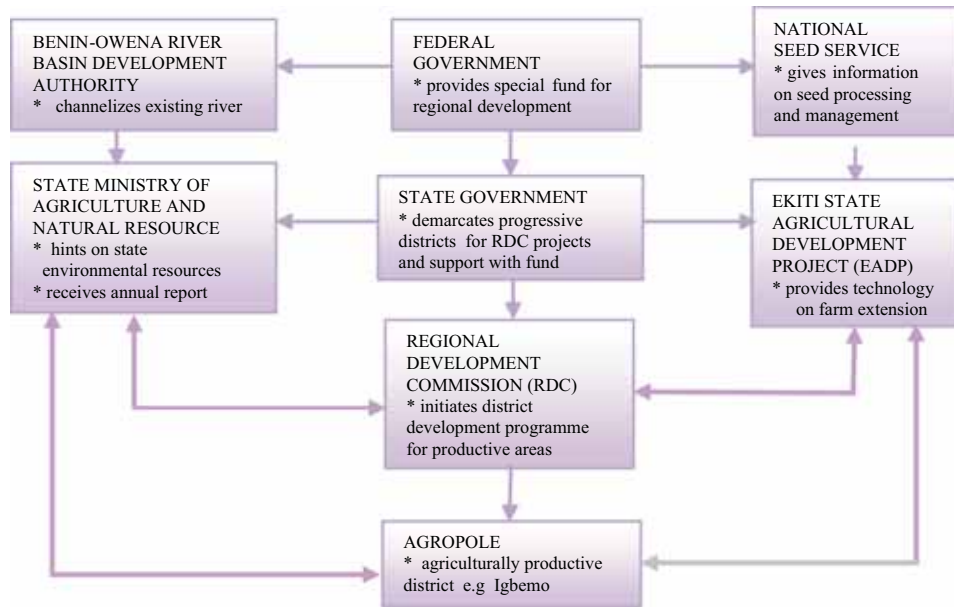 BENIN-OWENA RIVER
BASIN DEVELOPMENT
AUTHORITY
* channelizes existing river
FEDERAL
GOVERNMENT
* provides special fund for
regional development
NATIONAL
SEED SERVICE
* gives information
on seed processing
and management
STATE MINISTRY OF
AGRICULTURE AND
NATURAL RESOURCE
* hints on state
environmental resources
* receives annual report
STATE GOVERNMENT
* demarcates progressive
districts for RDC projects
and support with fund
EKITI STATE
AGRICULTURAL
DEVELOPMENT
PROJECT (EADP)
* provides technology
on farm extension
REGIONAL
DEVELOPMENT
COMMISSION (RDC)
* initiates district
development programme
for productive areas
AGROPOLE
* agriculturally productive
district e.g Igbemo